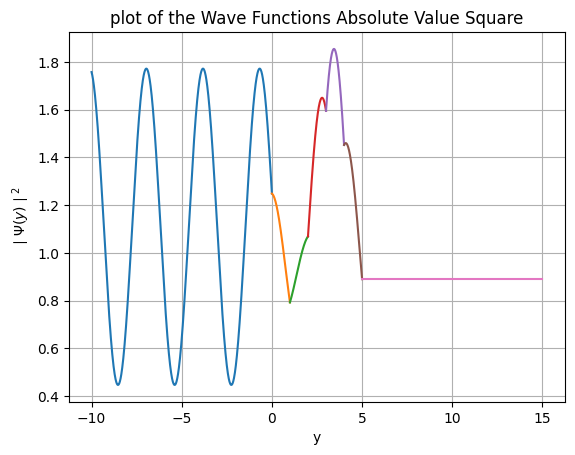 plot of the Wave Functions Absolute Value Square
| Ψ(y) | ²
1.8
1.6
1.4
1.2
1.0
0.8
0.6
0.4
−10 −5 0 5 10 15
y